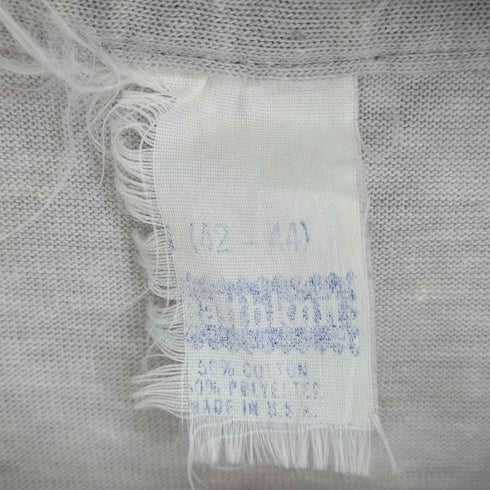 (42 – 44)
50% COTTON
50% POLYESTER
MADE IN U.S.A.